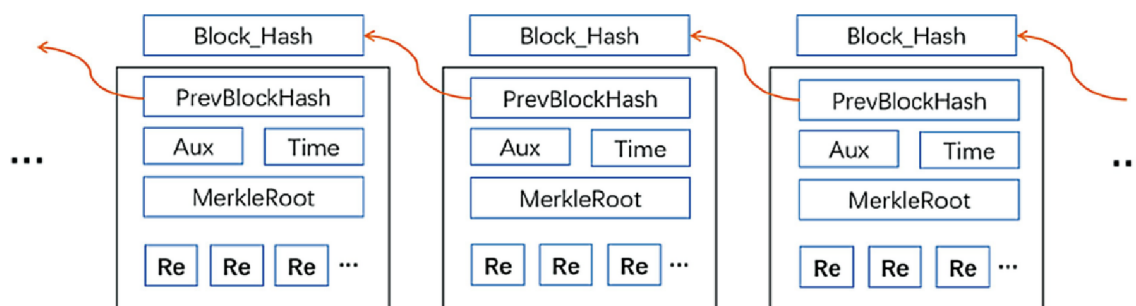 Block_Hash Block_Hash Block_Hash
PrevBlockHash PrevBlockHash PrevBlockHash
Aux Time Aux Time Aux Time
... ..
MerkleRoot MerkleRoot MerkleRoot
Re Re Re ... Re Re Re ... Re Re Re ...